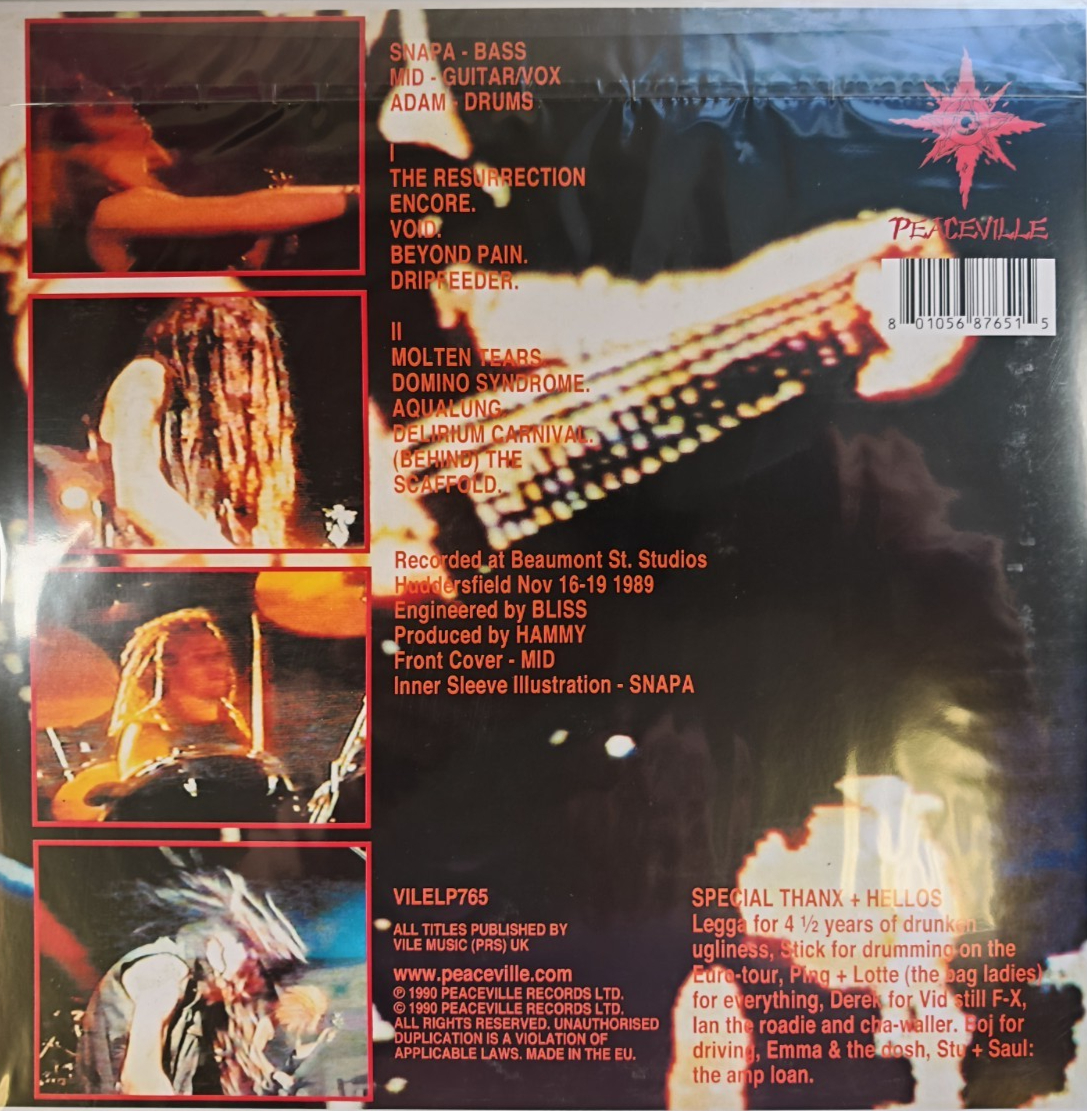 SNAPA - BASS
MID - GUITAR/VOX
ADAM - DRUMS
I
THE RESURRECTION
ENCORE.
VOID.
BEYOND PAIN.
DRIPFEEDER.
II
MOLTEN TEARS.
DOMINO SYNDROME.
AQUALUNG.
DELIRIUM CARNIVAL.
(BEHIND) THE
SCAFFOLD.
Recorded at Beaumont St. Studios
Huddersfield Nov 16-19 1989
Engineered by BLISS
Produced by HAMMY
Front Cover - MID
Inner Sleeve Illustration - SNAPA
PEACEVILLE
8 01056 87651 5
VILELP765
ALL TITLES PUBLISHED BY
VILE MUSIC (PRS) UK
www.peaceville.com
℗ 1990 PEACEVILLE RECORDS LTD.
© 1990 PEACEVILLE RECORDS LTD.
ALL RIGHTS RESERVED. UNAUTHORISED
DUPLICATION IS A VIOLATION OF
APPLICABLE LAWS. MADE IN THE EU.
SPECIAL THANX + HELLOS
Legga for 4 ½ years of drunken
ugliness, Stick for drumming on the
Euro-tour, Ping + Lotte (the bag ladies)
for everything, Derek for Vid still F-X,
Ian the roadie and cha-waller. Boj for
driving, Emma & the dosh, Stu + Saul:
the amp loan.